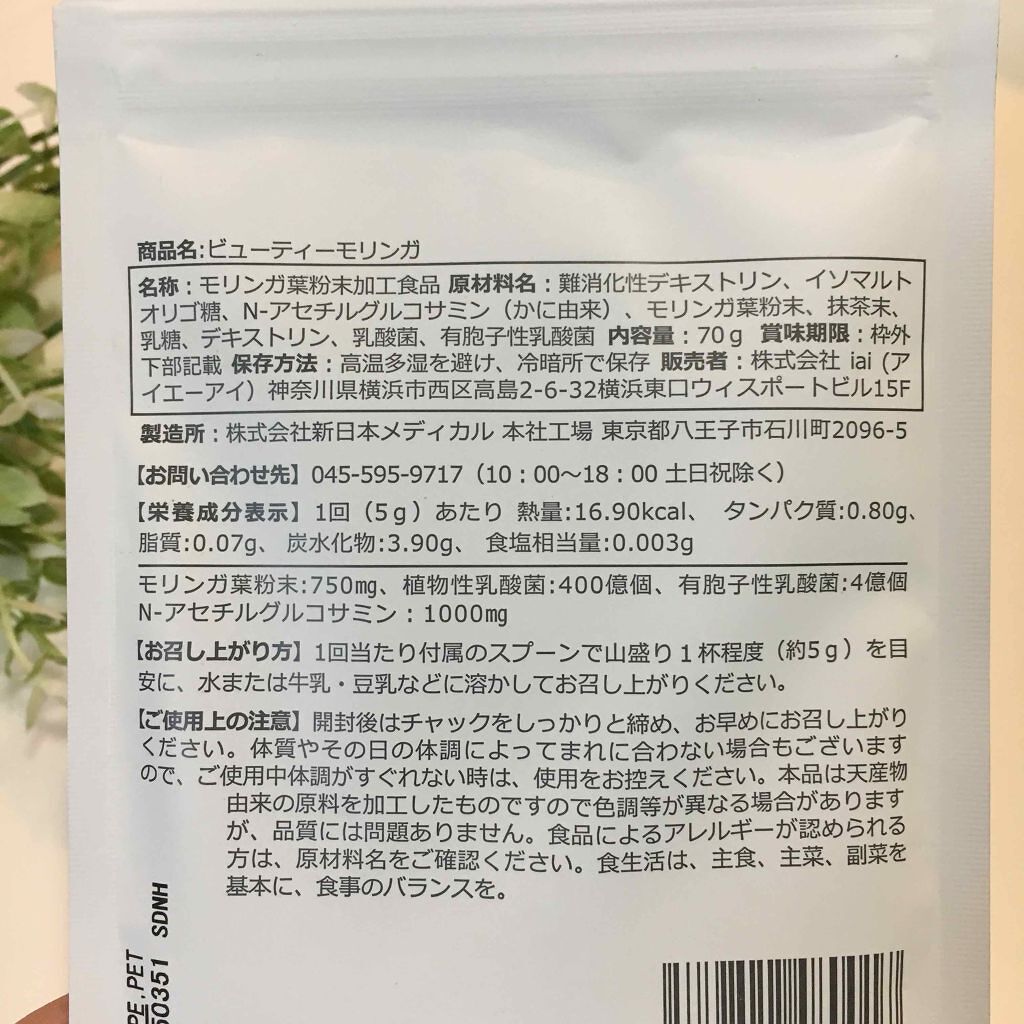 商品名:ビューティーモリンガ
名称：モリンガ葉粉末加工食品 原材料名：難消化性デキストリン、イソマルト
オリゴ糖、N-アセチルグルコサミン（かに由来）、モリンガ葉粉末、抹茶末、
乳糖、デキストリン、乳酸菌、有胞子性乳酸菌 内容量：70ｇ 賞味期限：枠外
下部記載 保存方法：高温多湿を避け、冷暗所で保存 販売者：株式会社 iai (ア
イエーアイ）神奈川県横浜市西区高島2-6-32横浜東口ウィスポートビル15F
製造所：株式会社新日本メディカル 本社工場 東京都八王子市石川町2096-5
【お問い合わせ先】045-595-9717（10：00～18：00 土日祝除く）
【栄養成分表示】1回（5ｇ）あたり 熱量:16.90kcal、 タンパク質:0.80g、
脂質:0.07g、 炭水化物:3.90g、 食塩相当量:0.003g
モリンガ葉粉末:750㎎、植物性乳酸菌:400億個、有胞子性乳酸菌:4億個
N-アセチルグルコサミン：1000㎎
【お召し上がり方】1回当たり付属のスプーンで山盛り１杯程度（約5ｇ）を目
安に、水または牛乳・豆乳などに溶かしてお召し上がりください。
【ご使用上の注意】開封後はチャックをしっかりと締め、お早めにお召し上がり
ください。体質やその日の体調によってまれに合わない場合もございます
ので、ご使用中体調がすぐれない時は、使用をお控えください。本品は天産物
由来の原料を加工したものですので色調等が異なる場合があります
が、品質には問題ありません。食品によるアレルギーが認められる
方は、原材料名をご確認ください。食生活は、主食、主菜、副菜を
基本に、食事のバランスを。
PE,PET
50351 SDNH